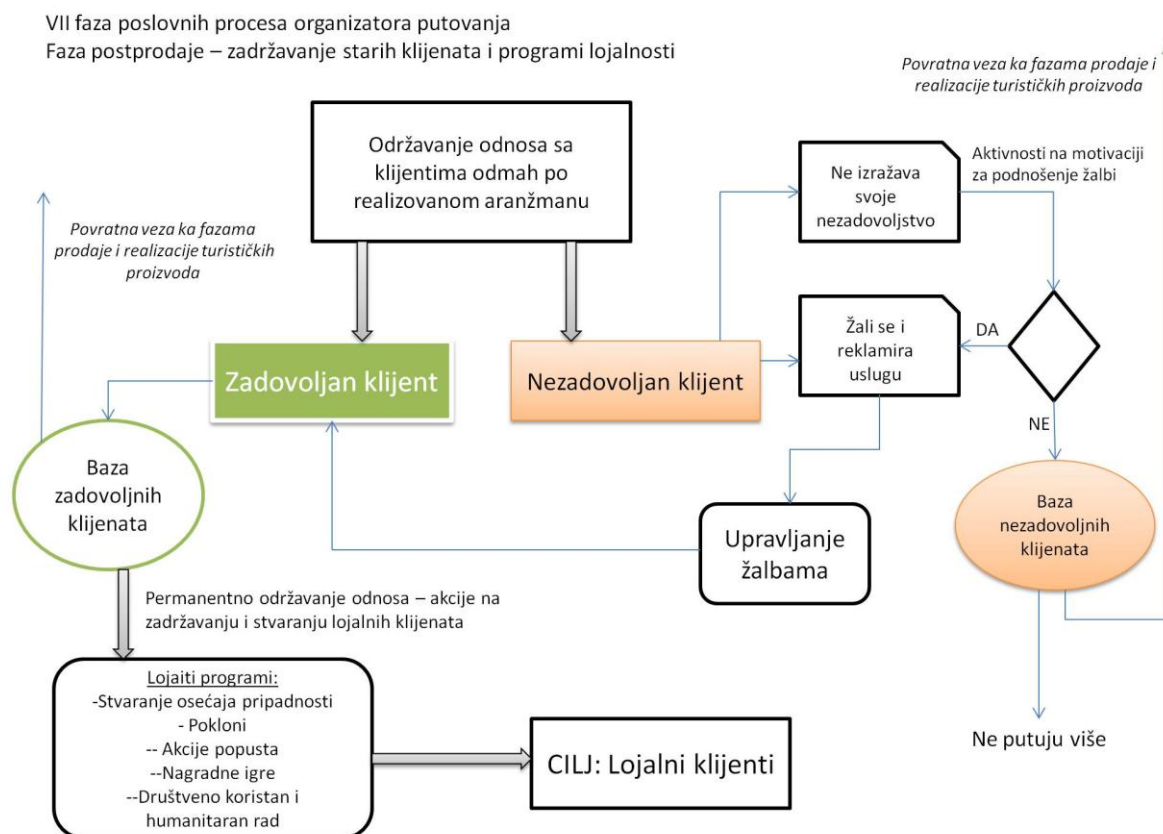 VII faza poslovnih procesa organizatora putovanja
Faza postprodaje – zadržavanje starih klijenata i programi lojalnosti
Povratna veza ka fazama prodaje i
realizacije turističkih proizvoda
Održavanje odnosa sa
klijentima odmah po
realizovanom aranžmanu
Ne izražava
svoje
nezadovoljstvo
Aktivnosti na motivaciji
za podnošenje žalbi
Povratna veza ka fazama
prodaje i realizacije turističkih
proizvoda
Zadovoljan klijent
Nezadovoljan klijent
Žali se i
reklamira
uslugu
DA
NE
Baza
zadovoljnih
klijenata
Baza
nezadovoljnih
klijenata
Upravljanje
žalbama
Permanentno održavanje odnosa – akcije na
zadržavanju i stvaranju lojalnih klijenata
Lojaiti programi:
-Stvaranje osećaja pripadnosti
- Pokloni
-- Akcije popusta
--Nagradne igre
--Društveno koristan i
humanitaran rad
CILJ: Lojalni klijenti
Ne putuju više